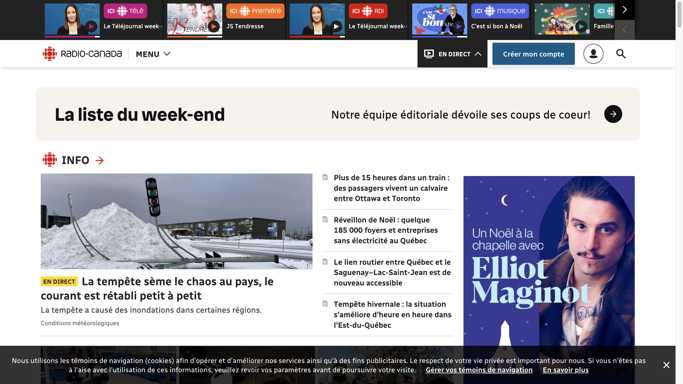 ICI TÉLÉ
Le Téléjournal week-
ICI PREMIÈRE
JS Tendresse
ICI RDI
Le Téléjournal week-
ICI MUSIQUE
C'est si bon à Noël
ICI
Famille
RADIO-CANADA
MENU
EN DIRECT
Créer mon compte
La liste du week-end
Notre équipe éditoriale dévoile ses coups de coeur!
INFO
EN DIRECT La tempête sème le chaos au pays, le
courant est rétabli petit à petit
La tempête a causé des inondations dans certaines régions.
Conditions météorologiques
Plus de 15 heures dans un train :
des passagers vivent un calvaire
entre Ottawa et Toronto
Réveillon de Noël : quelque
185 000 foyers et entreprises
sans électricité au Québec
Le lien routier entre Québec et le
Saguenay–Lac-Saint-Jean est de
nouveau accessible
Tempête hivernale : la situation
s'améliore d'heure en heure dans
l'Est-du-Québec
Un Noël à la
chapelle avec
Elliot
Maginot
Nous utilisons les témoins de navigation (cookies) afin d'opérer et d'améliorer nos services ainsi qu'à des fins publicitaires. Le respect de votre vie privée est important pour nous. Si vous n'êtes pas
à l'aise avec l'utilisation de ces informations, veuillez revoir vos paramètres avant de poursuivre votre visite. Gérer vos témoins de navigation En savoir plus